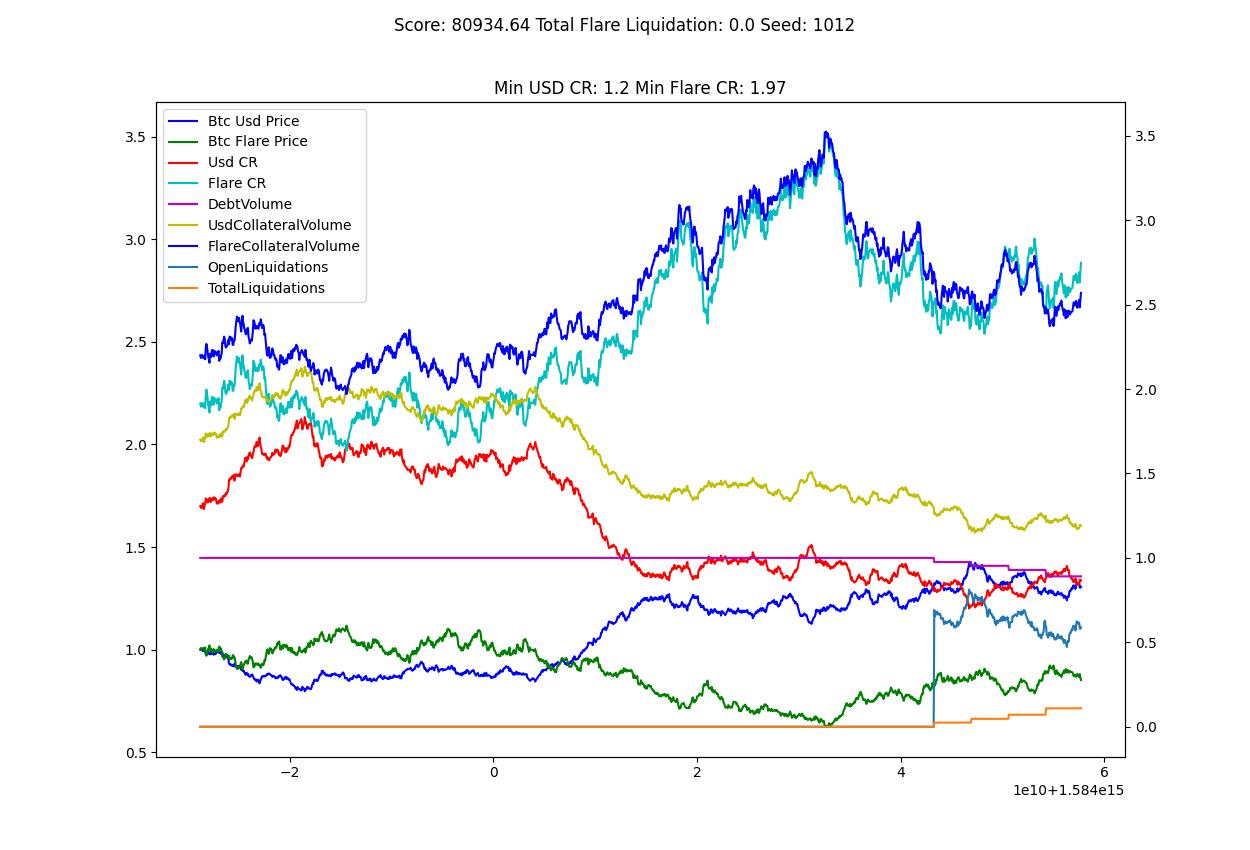 Score: 80934.64 Total Flare Liquidation: 0.0 Seed: 1012
Min USD CR: 1.2 Min Flare CR: 1.97
Btc Usd Price
Btc Flare Price
Usd CR
Flare CR
DebtVolume
UsdCollateralVolume
FlareCollateralVolume
OpenLiquidations
TotalLiquidations
3.5
3.0
2.5
2.0
1.5
1.0
0.5
3.5
3.0
2.5
2.0
1.5
1.0
0.5
0.0
−2 0 2 4 6
1e10+1.584e15